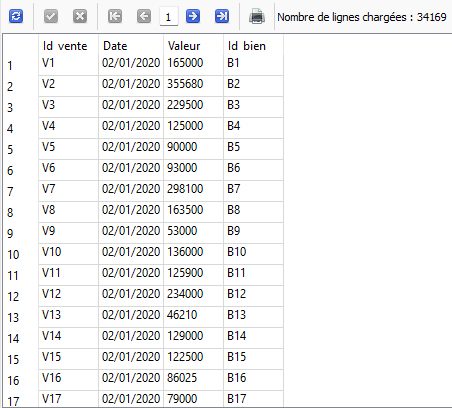 1 Nombre de lignes chargées : 34169
Id vente Date Valeur Id bien
1 V1 02/01/2020 165000 B1
2 V2 02/01/2020 355680 B2
3 V3 02/01/2020 229500 B3
4 V4 02/01/2020 125000 B4
5 V5 02/01/2020 90000 B5
6 V6 02/01/2020 93000 B6
7 V7 02/01/2020 298100 B7
8 V8 02/01/2020 163500 B8
9 V9 02/01/2020 53000 B9
10 V10 02/01/2020 136000 B10
11 V11 02/01/2020 125900 B11
12 V12 02/01/2020 234000 B12
13 V13 02/01/2020 46210 B13
14 V14 02/01/2020 129000 B14
15 V15 02/01/2020 122500 B15
16 V16 02/01/2020 86025 B16
17 V17 02/01/2020 79000 B17